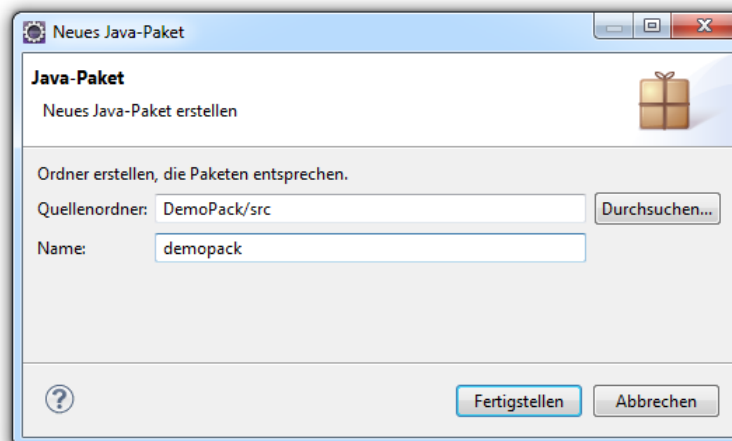 Neues Java-Paket
Java-Paket
Neues Java-Paket erstellen
Ordner erstellen, die Paketen entsprechen.
Quellenordner: DemoPack/src Durchsuchen...
Name: demopack
Fertigstellen Abbrechen